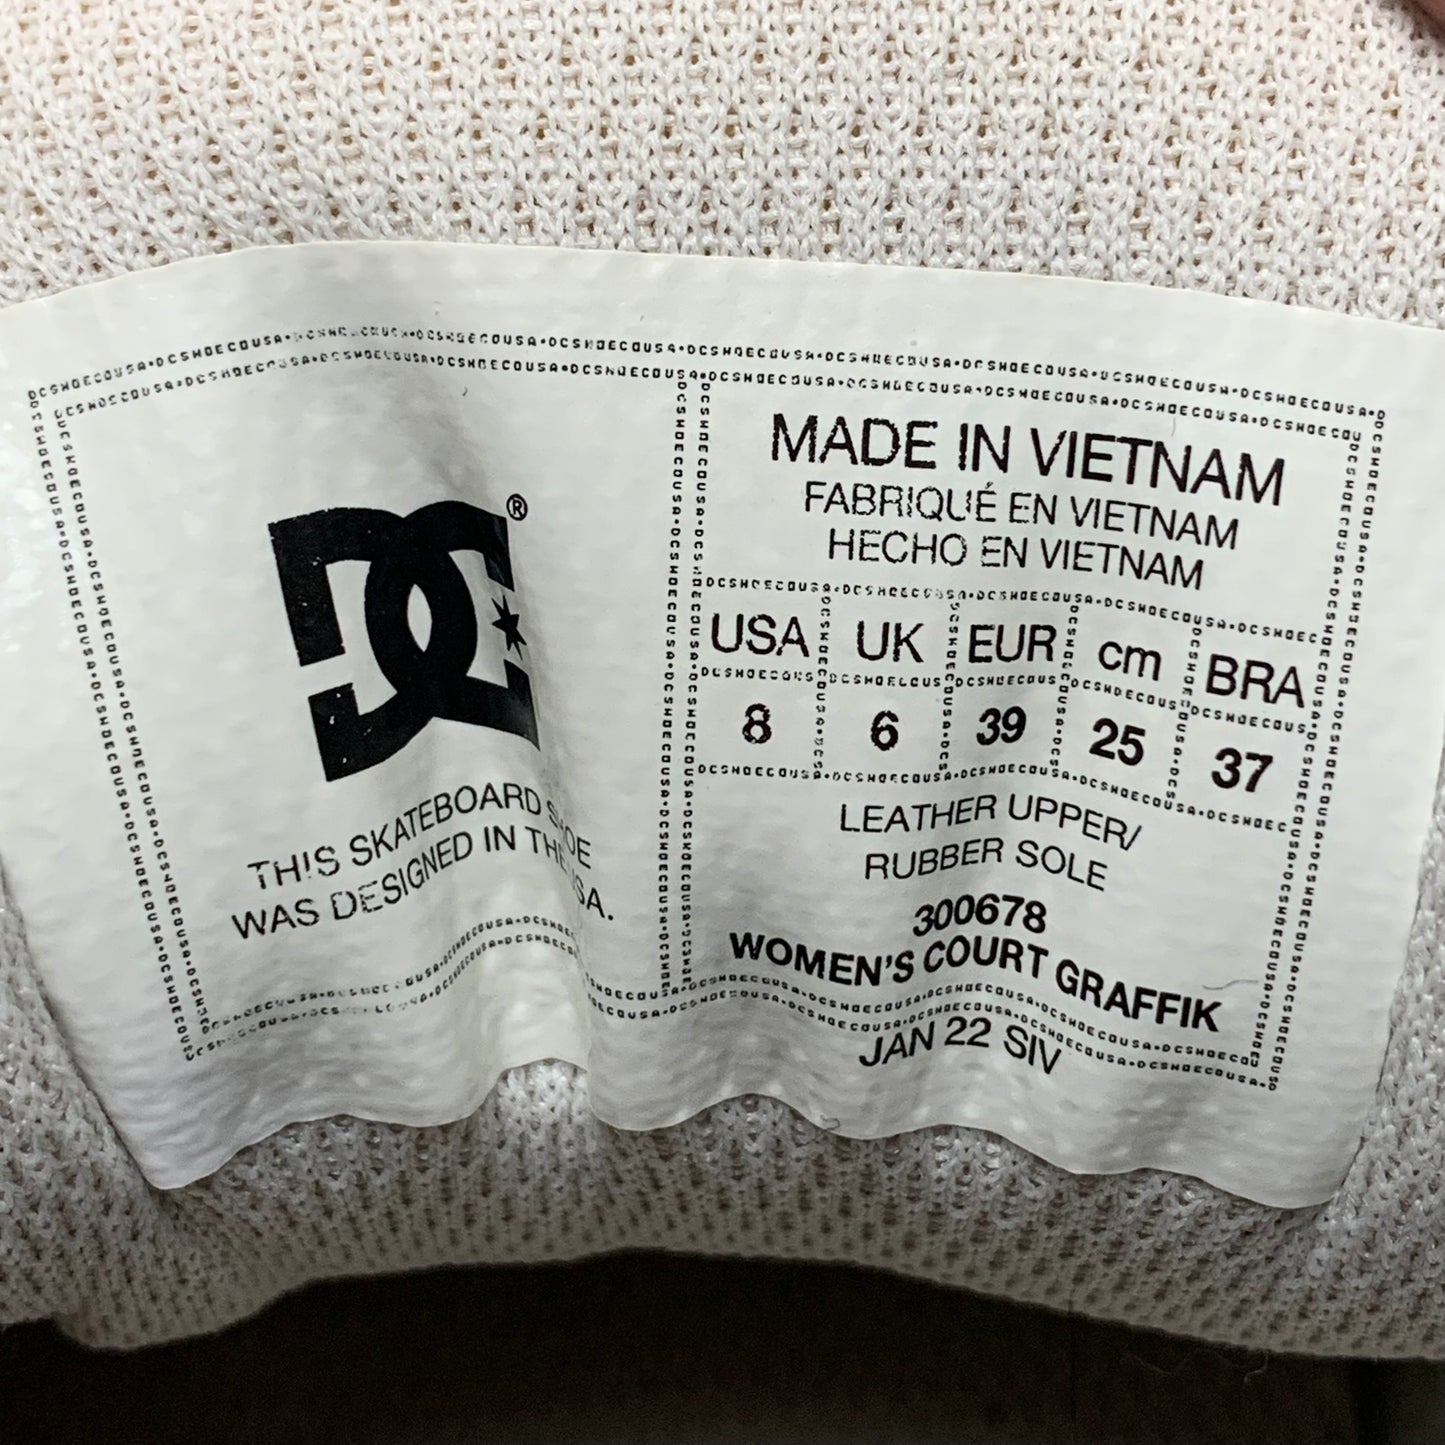 DC®
THIS SKATEBOARD SHOE
WAS DESIGNED IN THE USA.
MADE IN VIETNAM
FABRIQUÉ EN VIETNAM
HECHO EN VIETNAM
USA UK EUR cm BRA
8 6 39 25 37
LEATHER UPPER/
RUBBER SOLE
300678
WOMEN'S COURT GRAFFIK
JAN 22 SIV